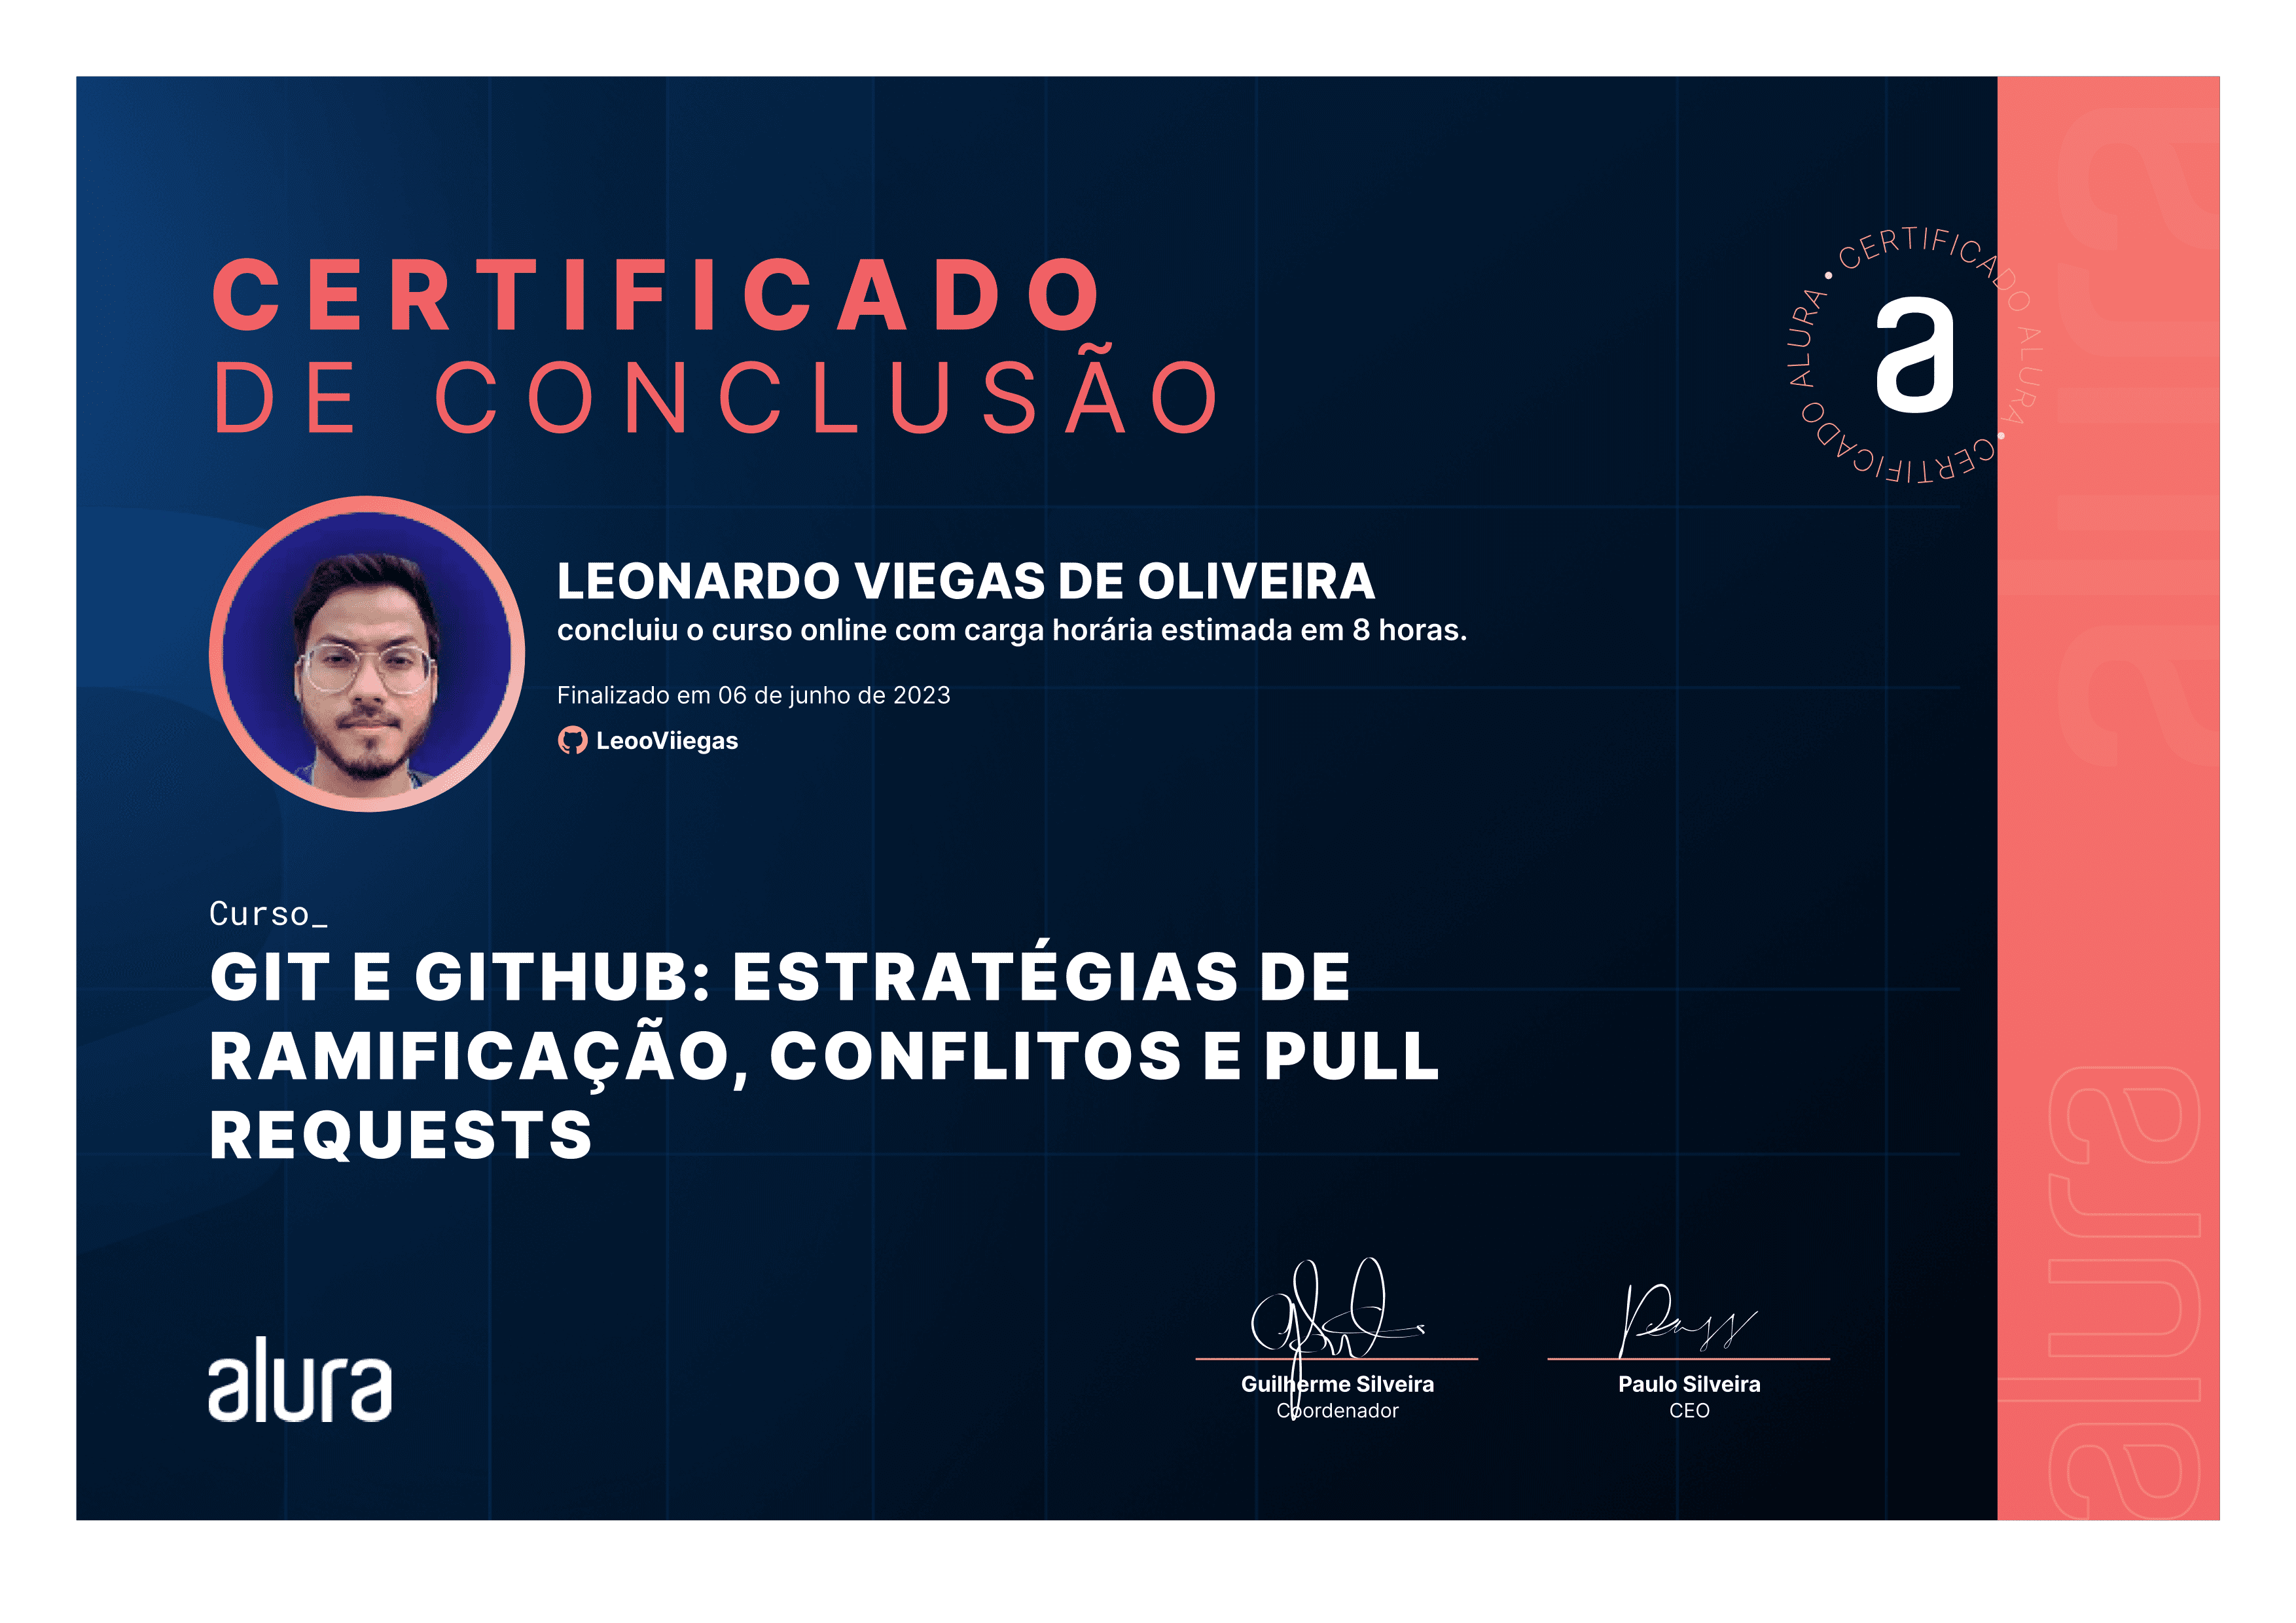 CERTIFICADO
DE CONCLUSÃO
a
• CERTIFICADO ALURA • CERTIFICADO ALURA
LEONARDO VIEGAS DE OLIVEIRA
concluiu o curso online com carga horária estimada em 8 horas.
Finalizado em 06 de junho de 2023
LeooViiegas
Curso_
GIT E GITHUB: ESTRATÉGIAS DE
RAMIFICAÇÃO, CONFLITOS E PULL
REQUESTS
alura
Guilherme Silveira
Coordenador
Paulo Silveira
CEO
alura
alura